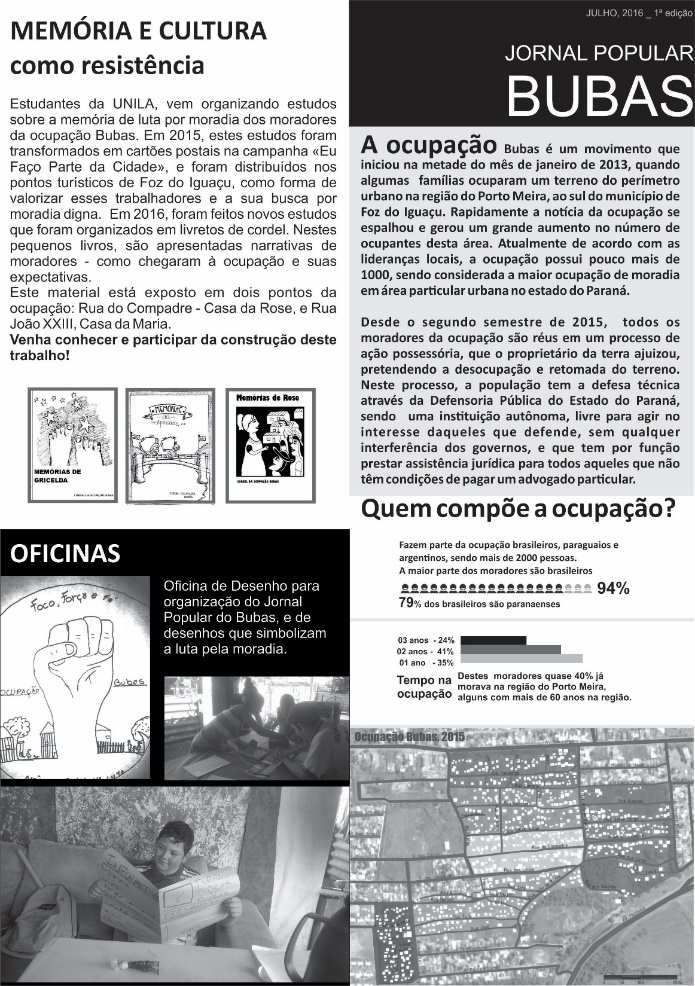 MEMÓRIA E CULTURA
como resistência
Estudantes da UNILA, vem organizando estudos
sobre a memória de luta por moradia dos moradores
da ocupação Bubas. Em 2015, estes estudos foram
transformados em cartões postais na campanha «Eu
Faço Parte da Cidade», e foram distribuídos nos
pontos turísticos de Foz do Iguaçu, como forma de
valorizar esses trabalhadores e a sua busca por
moradia digna. Em 2016, foram feitos novos estudos
que foram organizados em livretos de cordel. Nestes
pequenos livros, são apresentadas narrativas de
moradores - como chegaram à ocupação e suas
expectativas.
Este material está exposto em dois pontos da
ocupação: Rua do Compadre - Casa da Rose, e Rua
João XXIII, Casa da Maria.
Venha conhecer e participar da construção deste
trabalho!
MEMORIAS DE
GRICELDA
MEMÓRIAS
Memórias de Rose
OFICINAS
Oficina de Desenho para
organização do Jornal
Popular do Bubas, e de
desenhos que simbolizam
a luta pela moradia.
Foco, Força e Fé
OCUPAÇÃO
Bubas
JULHO, 2016 _ 1ª edição
JORNAL POPULAR
BUBAS
A ocupação Bubas é um movimento que
iniciou na metade do mês de janeiro de 2013, quando
algumas famílias ocuparam um terreno do perímetro
urbano na região do Porto Meira, ao sul do município de
Foz do Iguaçu. Rapidamente a notícia da ocupação se
espalhou e gerou um grande aumento no número de
ocupantes desta área. Atualmente de acordo com as
lideranças locais, a ocupação possui pouco mais de
1000, sendo considerada a maior ocupação de moradia
em área particular urbana no estado do Paraná.
Desde o segundo semestre de 2015, todos os
moradores da ocupação são réus em um processo de
ação possessória, que o proprietário da terra ajuizou,
pretendendo a desocupação e retomada do terreno.
Neste processo, a população tem a defesa técnica
através da Defensoria Pública do Estado do Paraná,
sendo uma instituição autônoma, livre para agir no
interesse daqueles que defende, sem qualquer
interferência dos governos, e que tem por função
prestar assistência jurídica para todos aqueles que não
têm condições de pagar um advogado particular.
Quem compõe a ocupação?
Fazem parte da ocupação brasileiros, paraguaios e
argentinos, sendo mais de 2000 pessoas.
A maior parte dos moradores são brasileiros
94%
79% dos brasileiros são paranaenses
03 anos - 24%
02 anos - 41%
01 ano - 35%
Tempo na
ocupação
Destes moradores quase 40% já
morava na região do Porto Meira,
alguns com mais de 60 anos na região.
Ocupação Bubas, 2015